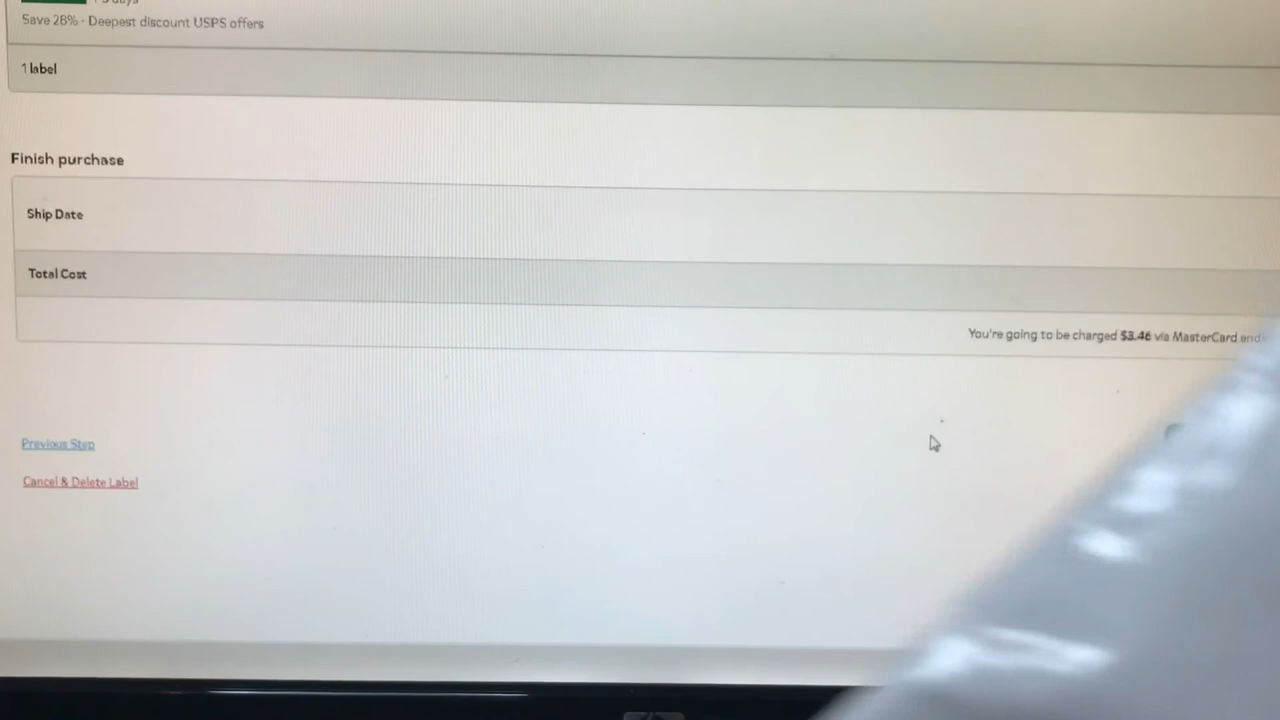 days
Save 28% · Deepest discount USPS offers
1 label
Finish purchase
Ship Date
Total Cost
You're going to be charged $3.46 via MasterCard
Previous Step
Cancel & Delete Label